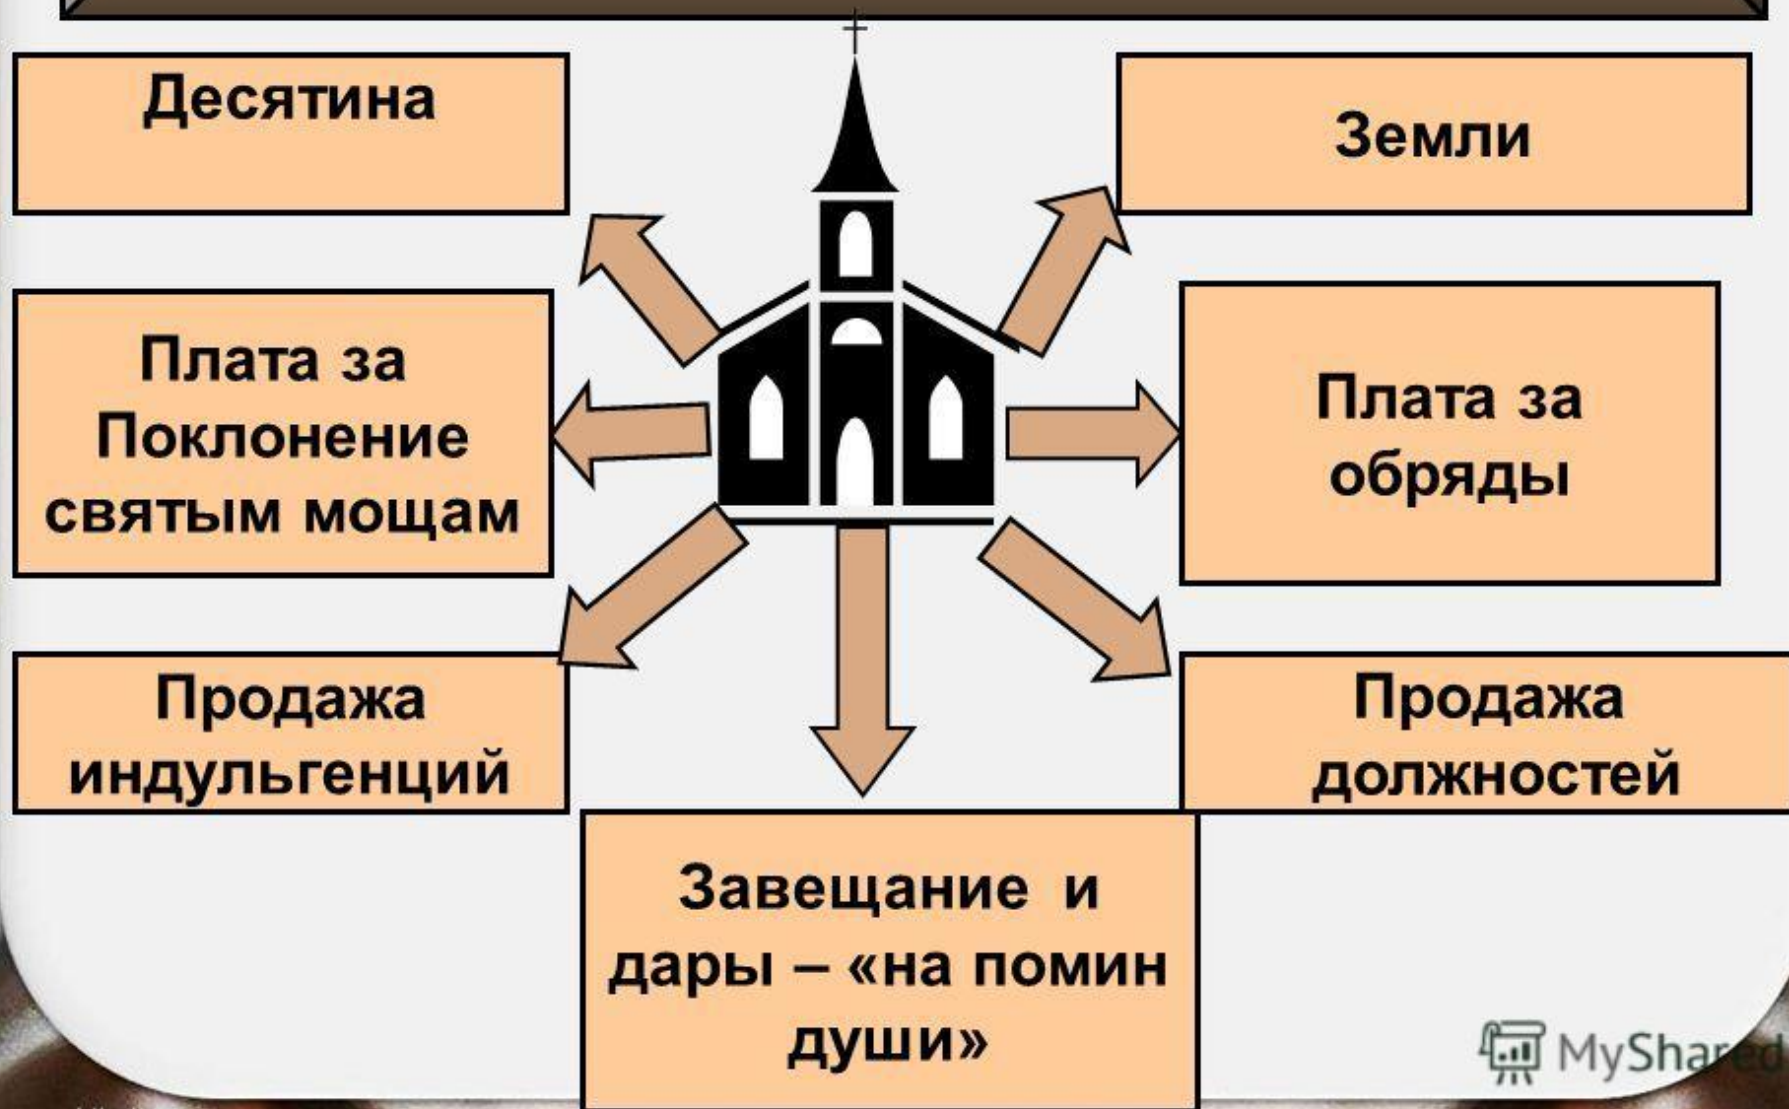 Десятина
Земли
Плата за
Поклонение
святым мощам
Плата за
обряды
Продажа
индульгенций
Продажа
должностей
Завещание и
дары – «на помин
души»
MyShared